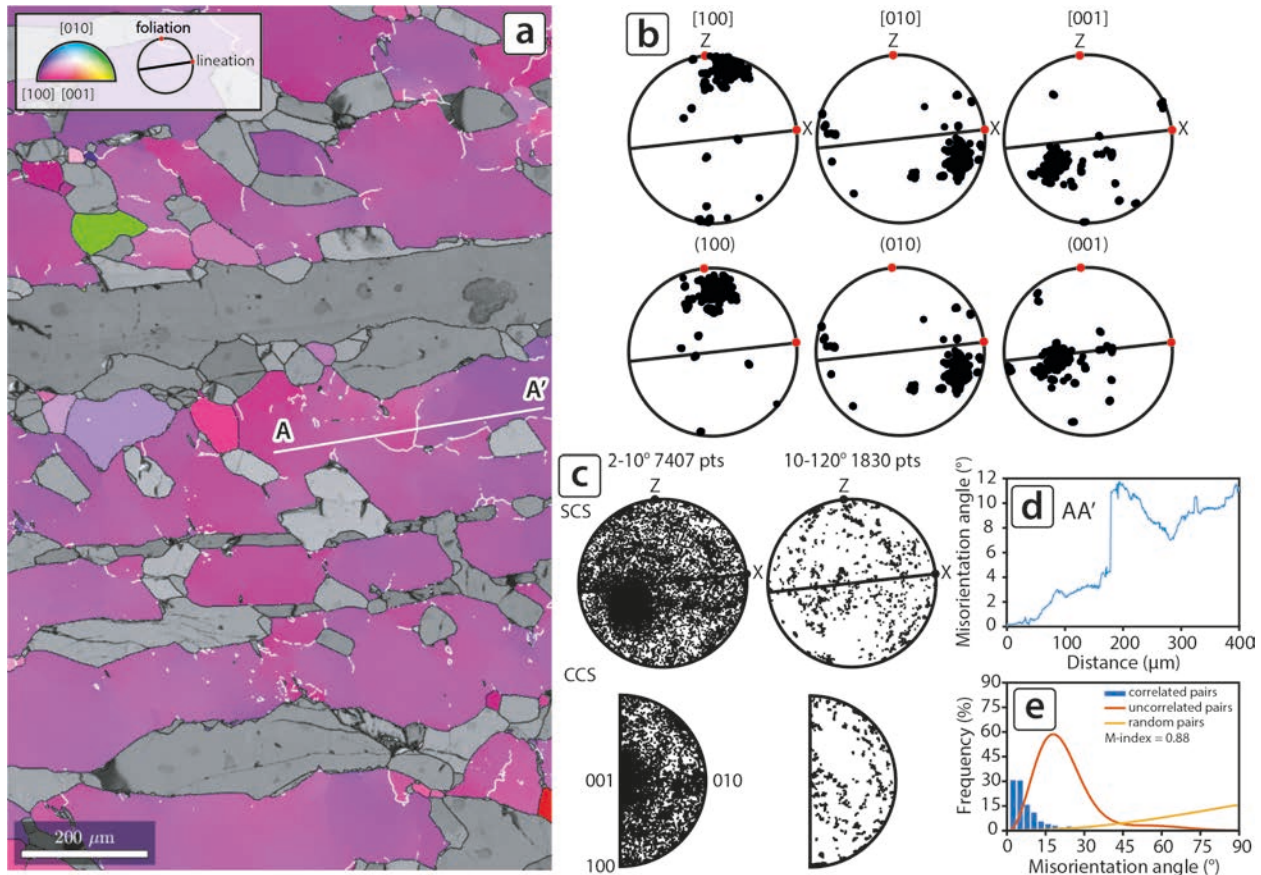 a
[010]
foliation
lineation
[100] [001]
A
A'
200 μm
b
[100] [010] [001]
Z Z Z
X X X
(100) (010) (001)
c
2-10° 7407 pts 10-120° 1830 pts
SCS
Z Z
X X
CCS
001 010
100
d
AA'
Misorientation angle (°)
12
10
8
6
4
2
0
0 100 200 300 400
Distance (μm)
e
correlated pairs
uncorrelated pairs
random pairs
M-index = 0.88
Frequency (%)
90
75
60
45
30
15
0
0 15 30 45 60 75 90
Misorientation angle (°)